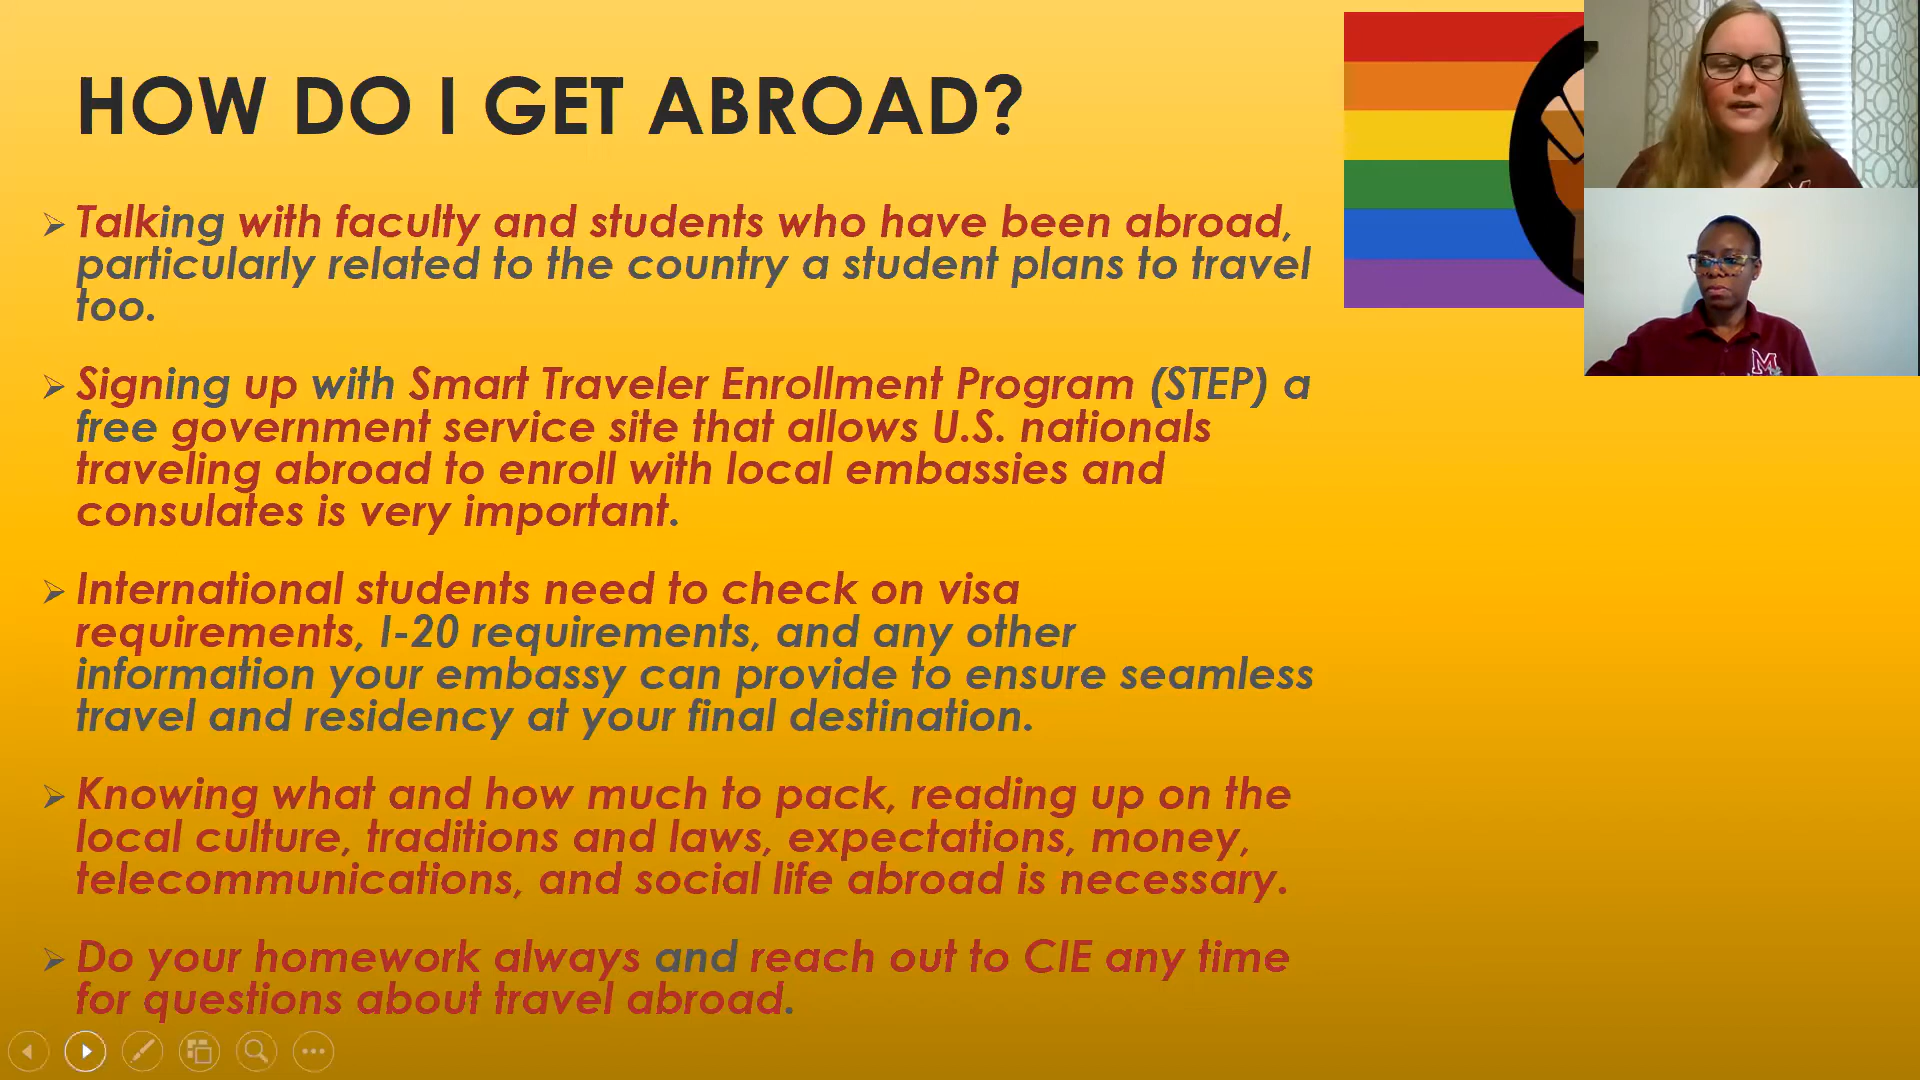 HOW DO I GET ABROAD?
Talking with faculty and students who have been abroad,
particularly related to the country a student plans to travel
too.
Signing up with Smart Traveler Enrollment Program (STEP) a
free government service site that allows U.S. nationals
traveling abroad to enroll with local embassies and
consulates is very important.
International students need to check on visa
requirements, I-20 requirements, and any other
information your embassy can provide to ensure seamless
travel and residency at your final destination.
Knowing what and how much to pack, reading up on the
local culture, traditions and laws, expectations, money,
telecommunications, and social life abroad is necessary.
Do your homework always and reach out to CIE any time
for questions about travel abroad.
M